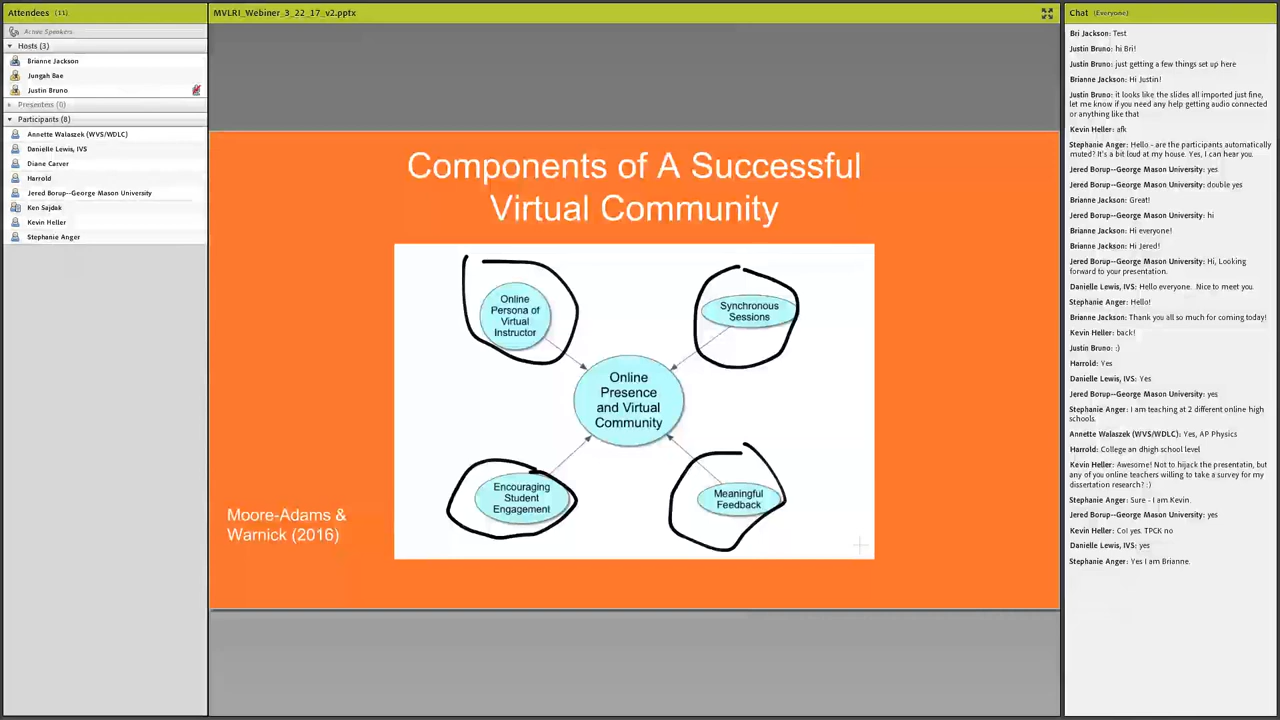 Attendees (11)
Active Speakers
Hosts (3)
Brianne Jackson
Jungah Bae
Justin Bruno
Presenters (0)
Participants (8)
Annette Walaszek (WVS/WDLC)
Danielle Lewis, IVS
Diane Carver
Harrold
Jered Borup--George Mason University
Ken Sajdak
Kevin Heller
Stephanie Anger
MVLRI_Webiner_3_22_17_v2.pptx
Components of A Successful
Virtual Community
Online
Persona of
Virtual
Instructor
Synchronous
Sessions
Online
Presence
and Virtual
Community
Encouraging
Student
Engagement
Meaningful
Feedback
Moore-Adams &
Warnick (2016)
Chat (Everyone)
Bri Jackson: Test
Justin Bruno: hi Bri!
Justin Bruno: just getting a few things set up here
Brianne Jackson: Hi Justin!
Justin Bruno: it looks like the slides all imported just fine,
let me know if you need any help getting audio connected
or anything like that
Kevin Heller: afk
Stephanie Anger: Hello - are the participants automatically
muted? It's a bit loud at my house. Yes, I can hear you.
Jered Borup--George Mason University: yes
Jered Borup--George Mason University: double yes
Brianne Jackson: Great!
Jered Borup--George Mason University: hi
Brianne Jackson: Hi everyone!
Brianne Jackson: Hi Jered!
Jered Borup--George Mason University: Hi, Looking
forward to your presentation.
Danielle Lewis, IVS: Hello everyone. Nice to meet you.
Stephanie Anger: Hello!
Brianne Jackson: Thank you all so much for coming today!
Kevin Heller: back!
Justin Bruno: :)
Harrold: Yes
Danielle Lewis, IVS: Yes
Jered Borup--George Mason University: yes
Stephanie Anger: I am teaching at 2 different online high
schools.
Annette Walaszek (WVS/WDLC): Yes, AP Physics
Harrold: College an dhigh school level
Kevin Heller: Awesome! Not to hijack the presentatin, but
any of you online teachers willing to take a survey for my
dissertation research? :)
Stephanie Anger: Sure - I am Kevin.
Jered Borup--George Mason University: yes
Kevin Heller: CoI yes. TPCK no
Danielle Lewis, IVS: yes
Stephanie Anger: Yes I am Brianne.